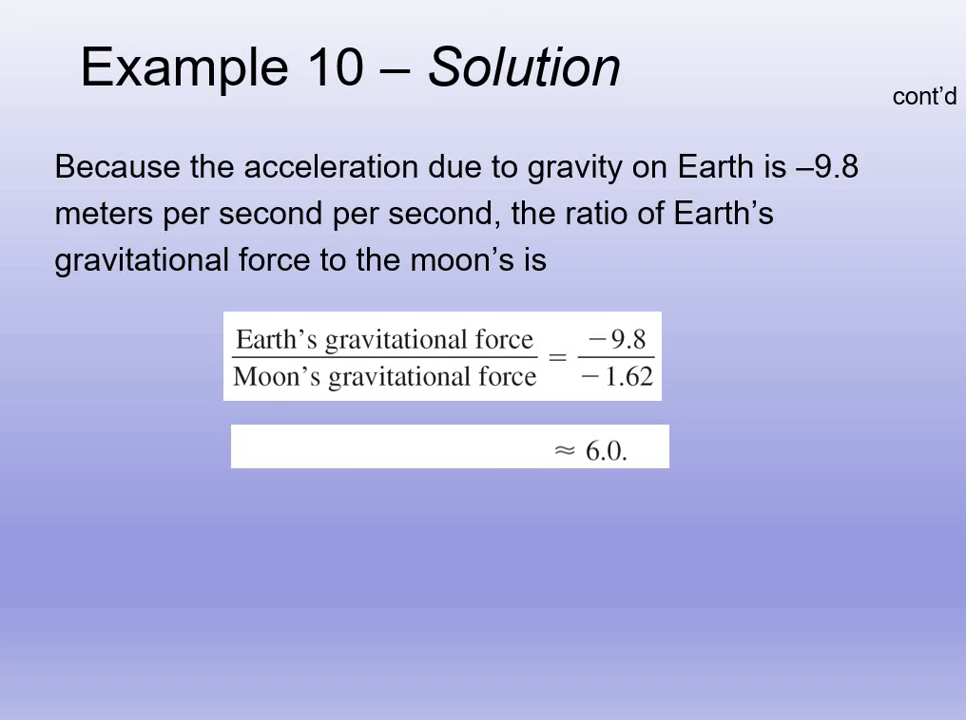 Example 10 – Solution
cont'd
Because the acceleration due to gravity on Earth is –9.8
meters per second per second, the ratio of Earth's
gravitational force to the moon's is
Earth's gravitational force / Moon's gravitational force = −9.8 / −1.62
≈ 6.0.